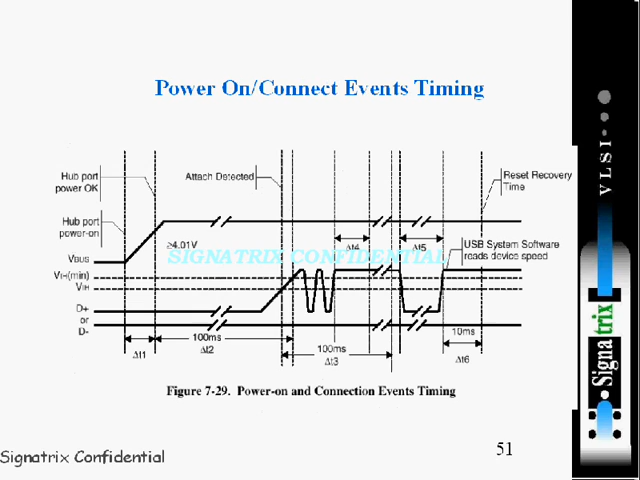 Power On/Connect Events Timing
Hub port
power OK
Attach Detected
Reset Recovery
Time
Hub port
power-on
≥4.01V
Δt4
Δt5
USB System Software
reads device speed
SIGNATRIX CONFIDENTIAL
VBUS
VIH(min)
VIH
D+
or
D-
100ms
100ms
10ms
Δt1
Δt2
Δt3
Δt6
Figure 7-29. Power-on and Connection Events Timing
51
Signatrix Confidential
VLSI
Signatrix